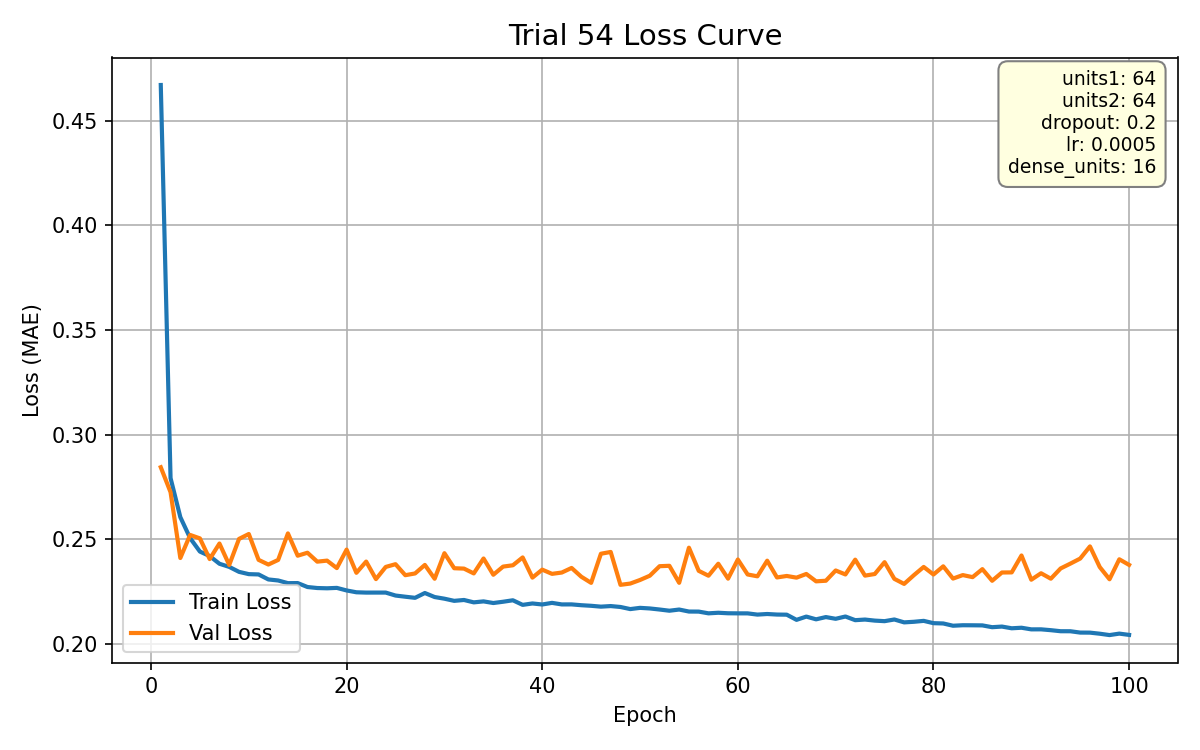 Trial 54 Loss Curve
units1: 64
units2: 64
dropout: 0.2
lr: 0.0005
dense_units: 16
Loss (MAE)
0.45
0.40
0.35
0.30
0.25
0.20
Train Loss
Val Loss
0 20 40 60 80 100
Epoch